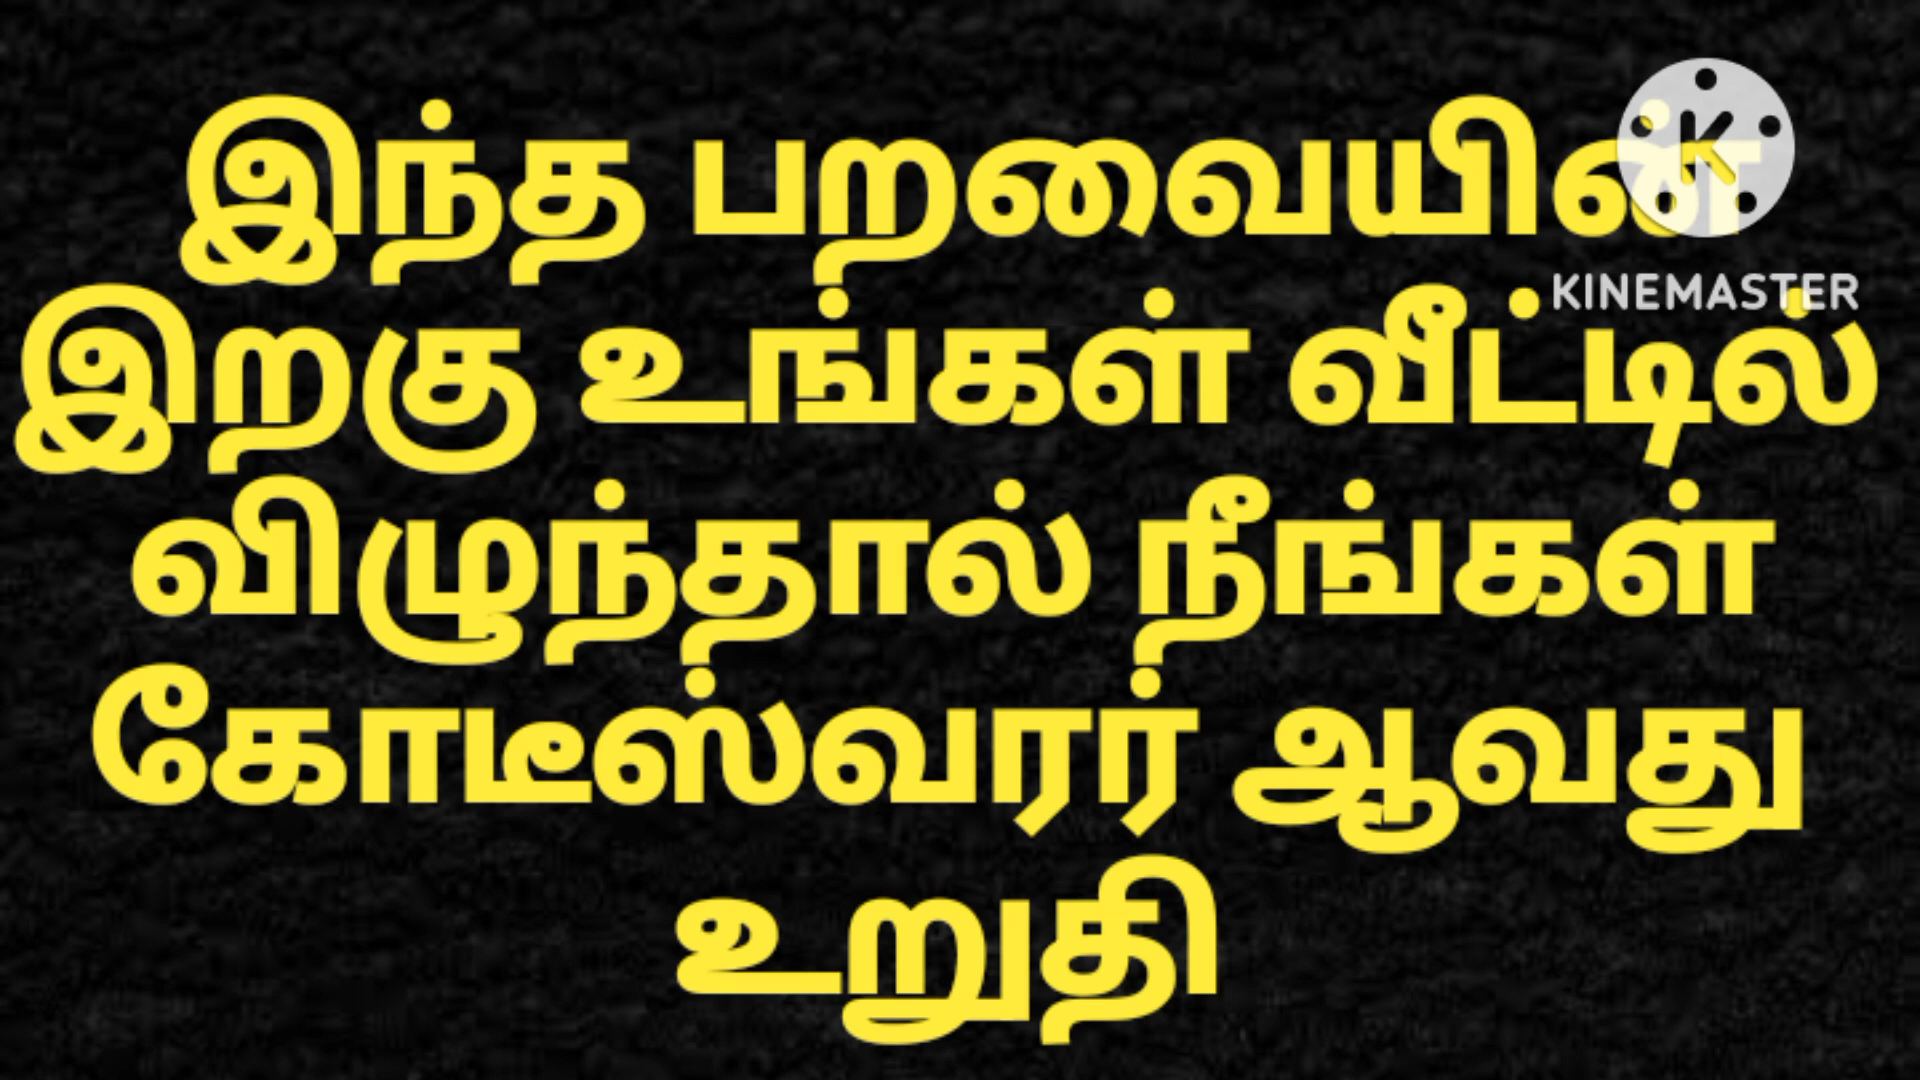 இந்த பறவையின்
KINEMASTER
இறகு உங்கள் வீட்டில்
விழுந்தால் நீங்கள்
கோடீஸ்வரர் ஆவது
உறுதி